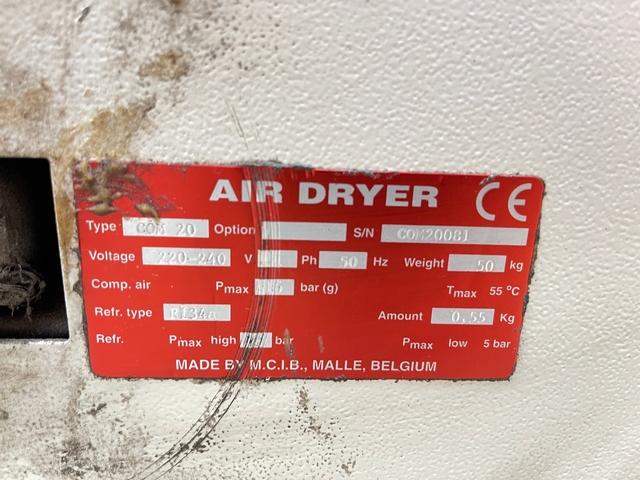 AIR DRYER CE
Type COM 20 Option S/N COM20081
Voltage 220-240 V Ph 50 Hz Weight 50 kg
Comp. air Pmax bar (g) Tmax 55 °C
Refr. type R134a Amount 0,55 Kg
Refr. Pmax high bar Pmax low 5 bar
MADE BY M.C.I.B., MALLE, BELGIUM